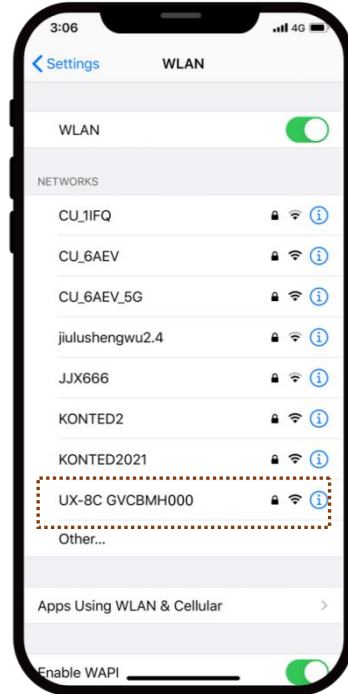 3:06 4G
Settings WLAN
WLAN
NETWORKS
CU_1IFQ
CU_6AEV
CU_6AEV_5G
jiulushengwu2.4
JJX666
KONTED2
KONTED2021
UX-8C GVCBMH000
Other...
Apps Using WLAN & Cellular
Enable WAPI